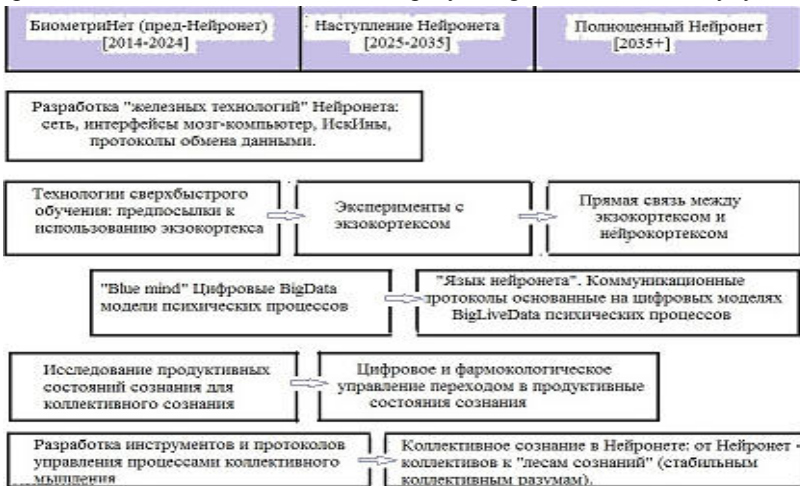 БиометриНет (пред-Нейронет)
[2014-2024]
Наступление Нейронета
[2025-2035]
Полноценный Нейронет
[2035+]
Разработка "железных технологий" Нейронета:
сеть, интерфейсы мозг-компьютер, ИскИны,
протоколы обмена данными.
Технологии сверхбыстрого
обучения: предпосылки к
использованию экзокортекса
Эксперименты с
экзокортексом
Прямая связь между
экзокортексом и
нейрокортексом
"Blue mind" Цифровые BigData
модели психических процессов
"Язык нейронета". Коммуникационные
протоколы основанные на цифровых моделях
BigLiveData психических процессов
Исследование продуктивных
состояний сознания для
коллективного сознания
Цифровое и фармокологическое
управление переходом в продуктивные
состояния сознания
Разработка инструментов и протоколов
управления процессами коллективного
мышления
Коллективное сознание в Нейронете: от Нейронет -
коллективов к "лесам сознаний" (стабильным
коллективным разумам).